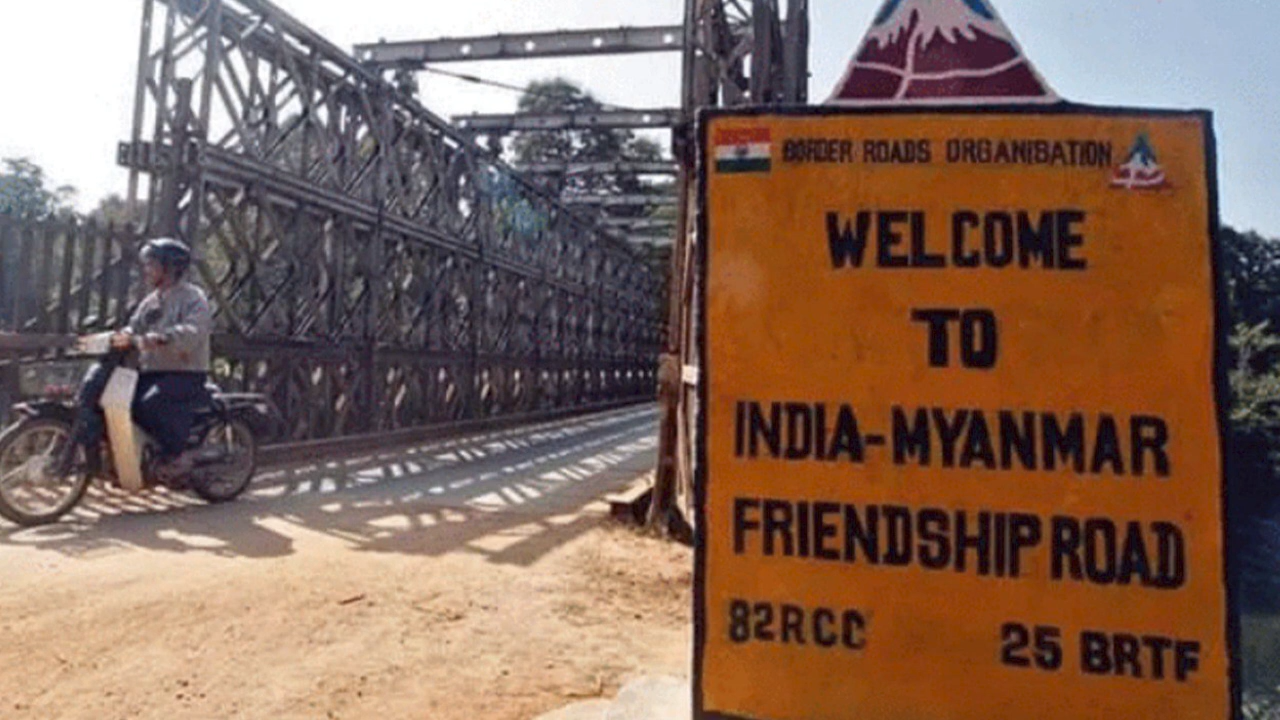 BORDER ROADS ORGANISATION
WELCOME
TO
INDIA-MYANMAR
FRIENDSHIP ROAD
82RCC 25 BRTF